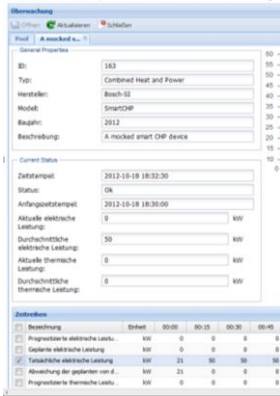 Überwachung
Öffnen Aktualisieren Schließen
Pool A mocked s...
General Properties
ID: 163
Typ: Combined Heat and Power
Hersteller: Bosch-SI
Modell: SmartCHP
Baujahr: 2012
Beschreibung: A mocked smart CHP device
60
55
50
45
40
35
30
25
20
15
10
0
Current Status
Zeitstempel: 2012-10-18 18:32:30
Status: Ok
Anfangszeitstempel: 2012-10-18 18:30:00
Aktuelle elektrische Leistung: 0 kW
Durchschnittliche elektrische Leistung: 50 kW
Aktuelle thermische Leistung: 0 kW
Durchschnittliche thermische Leistung: 0 kW
Zeitreihen
Bezeichnung Einheit 00:00 00:15 00:30 00:45
Prognostizierte elektrische Leistu... kW 0 0 0 0
Geplante elektrische Leistung kW 0 0 0 0
Tatsächliche elektrische Leistung kW 21 50 50 50
Abweichung der geplanten von d... kW 21 0 0 0
Prognostizierte thermische Leistu... kW 0 0 0 0